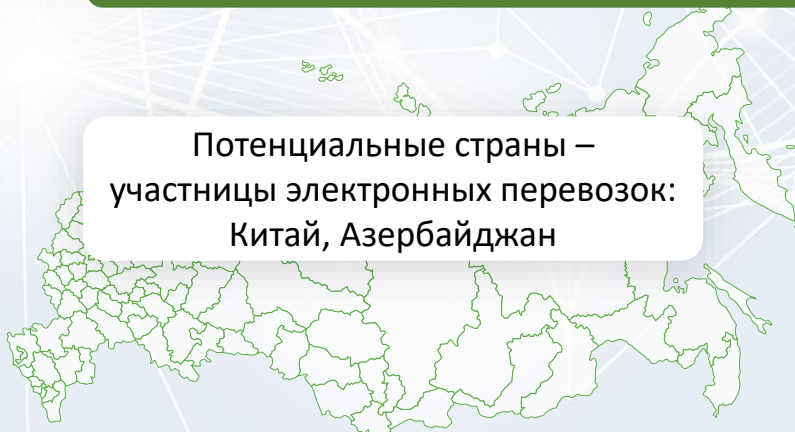 Потенциальные страны –
участницы электронных перевозок:
Китай, Азербайджан